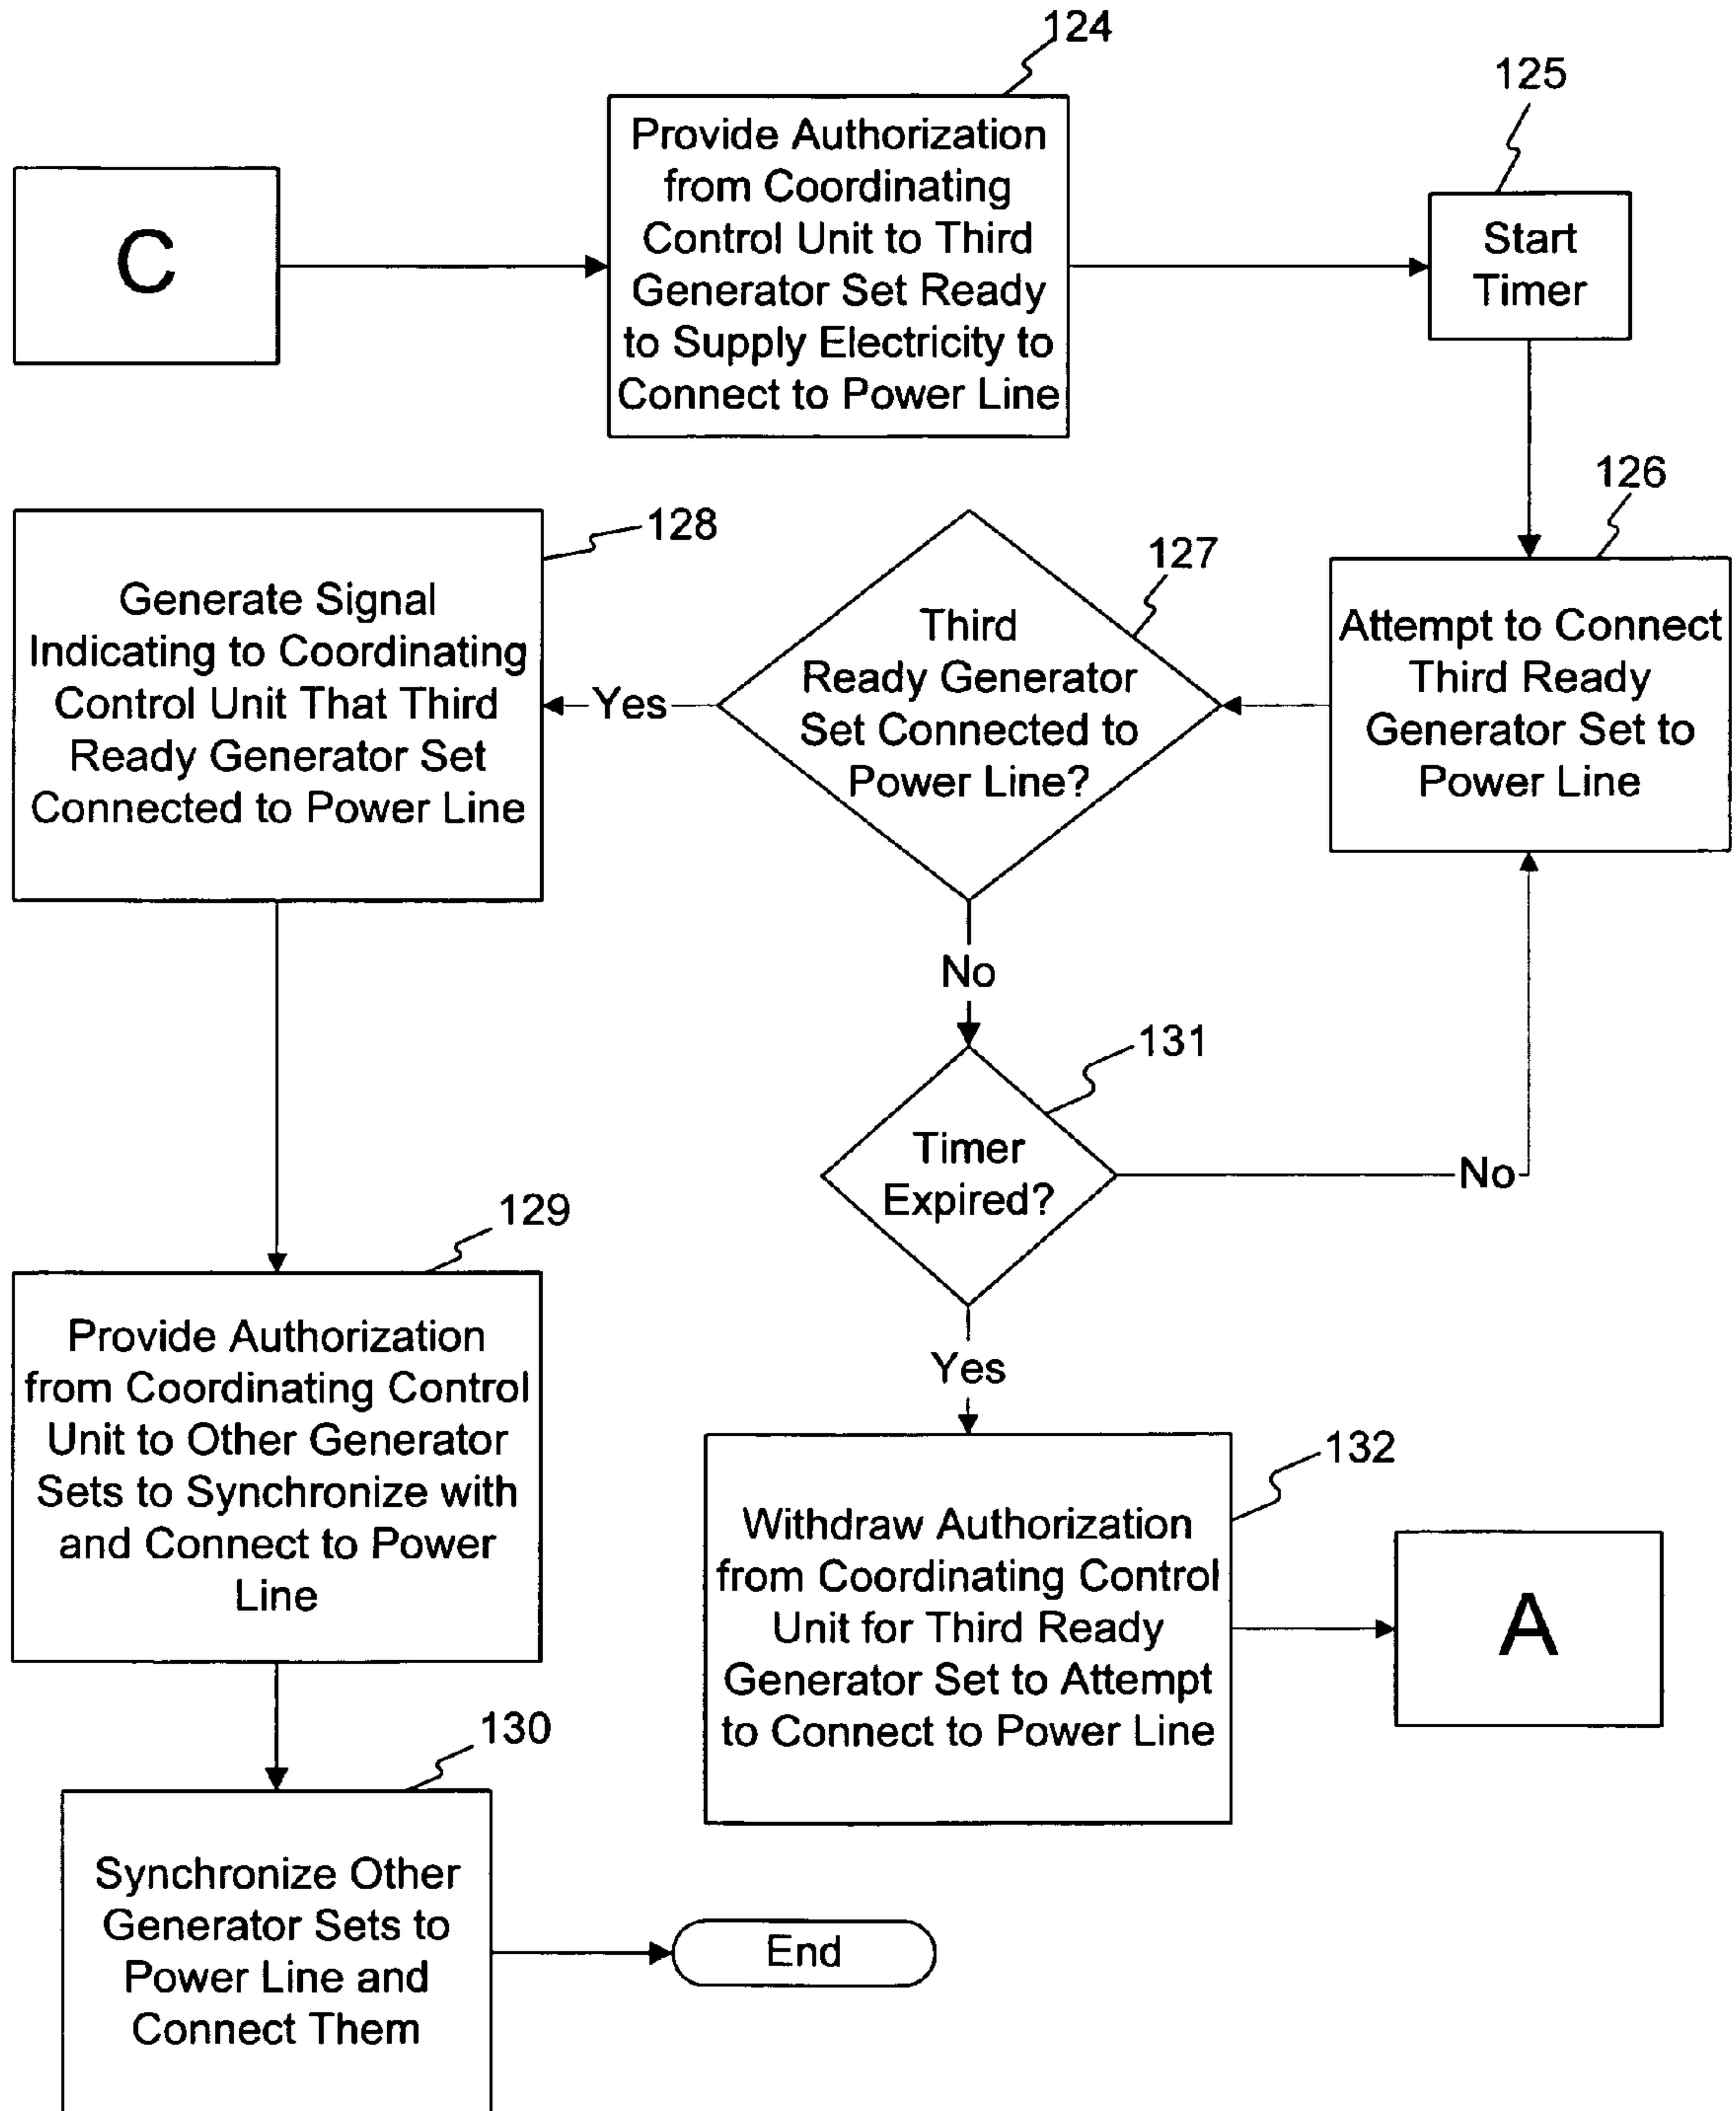 124
Provide Authorization
from Coordinating
Control Unit to Third
Generator Set Ready
to Supply Electricity to
Connect to Power Line
125
Start
Timer
C
126
Attempt to Connect
Third Ready
Generator Set to
Power Line
127
Third
Ready Generator
Set Connected to
Power Line?
Yes
No
128
Generate Signal
Indicating to Coordinating
Control Unit That Third
Ready Generator Set
Connected to Power Line
131
Timer
Expired?
No
Yes
129
Provide Authorization
from Coordinating Control
Unit to Other Generator
Sets to Synchronize with
and Connect to Power
Line
132
Withdraw Authorization
from Coordinating Control
Unit for Third Ready
Generator Set to Attempt
to Connect to Power Line
A
130
Synchronize Other
Generator Sets to
Power Line and
Connect Them
End